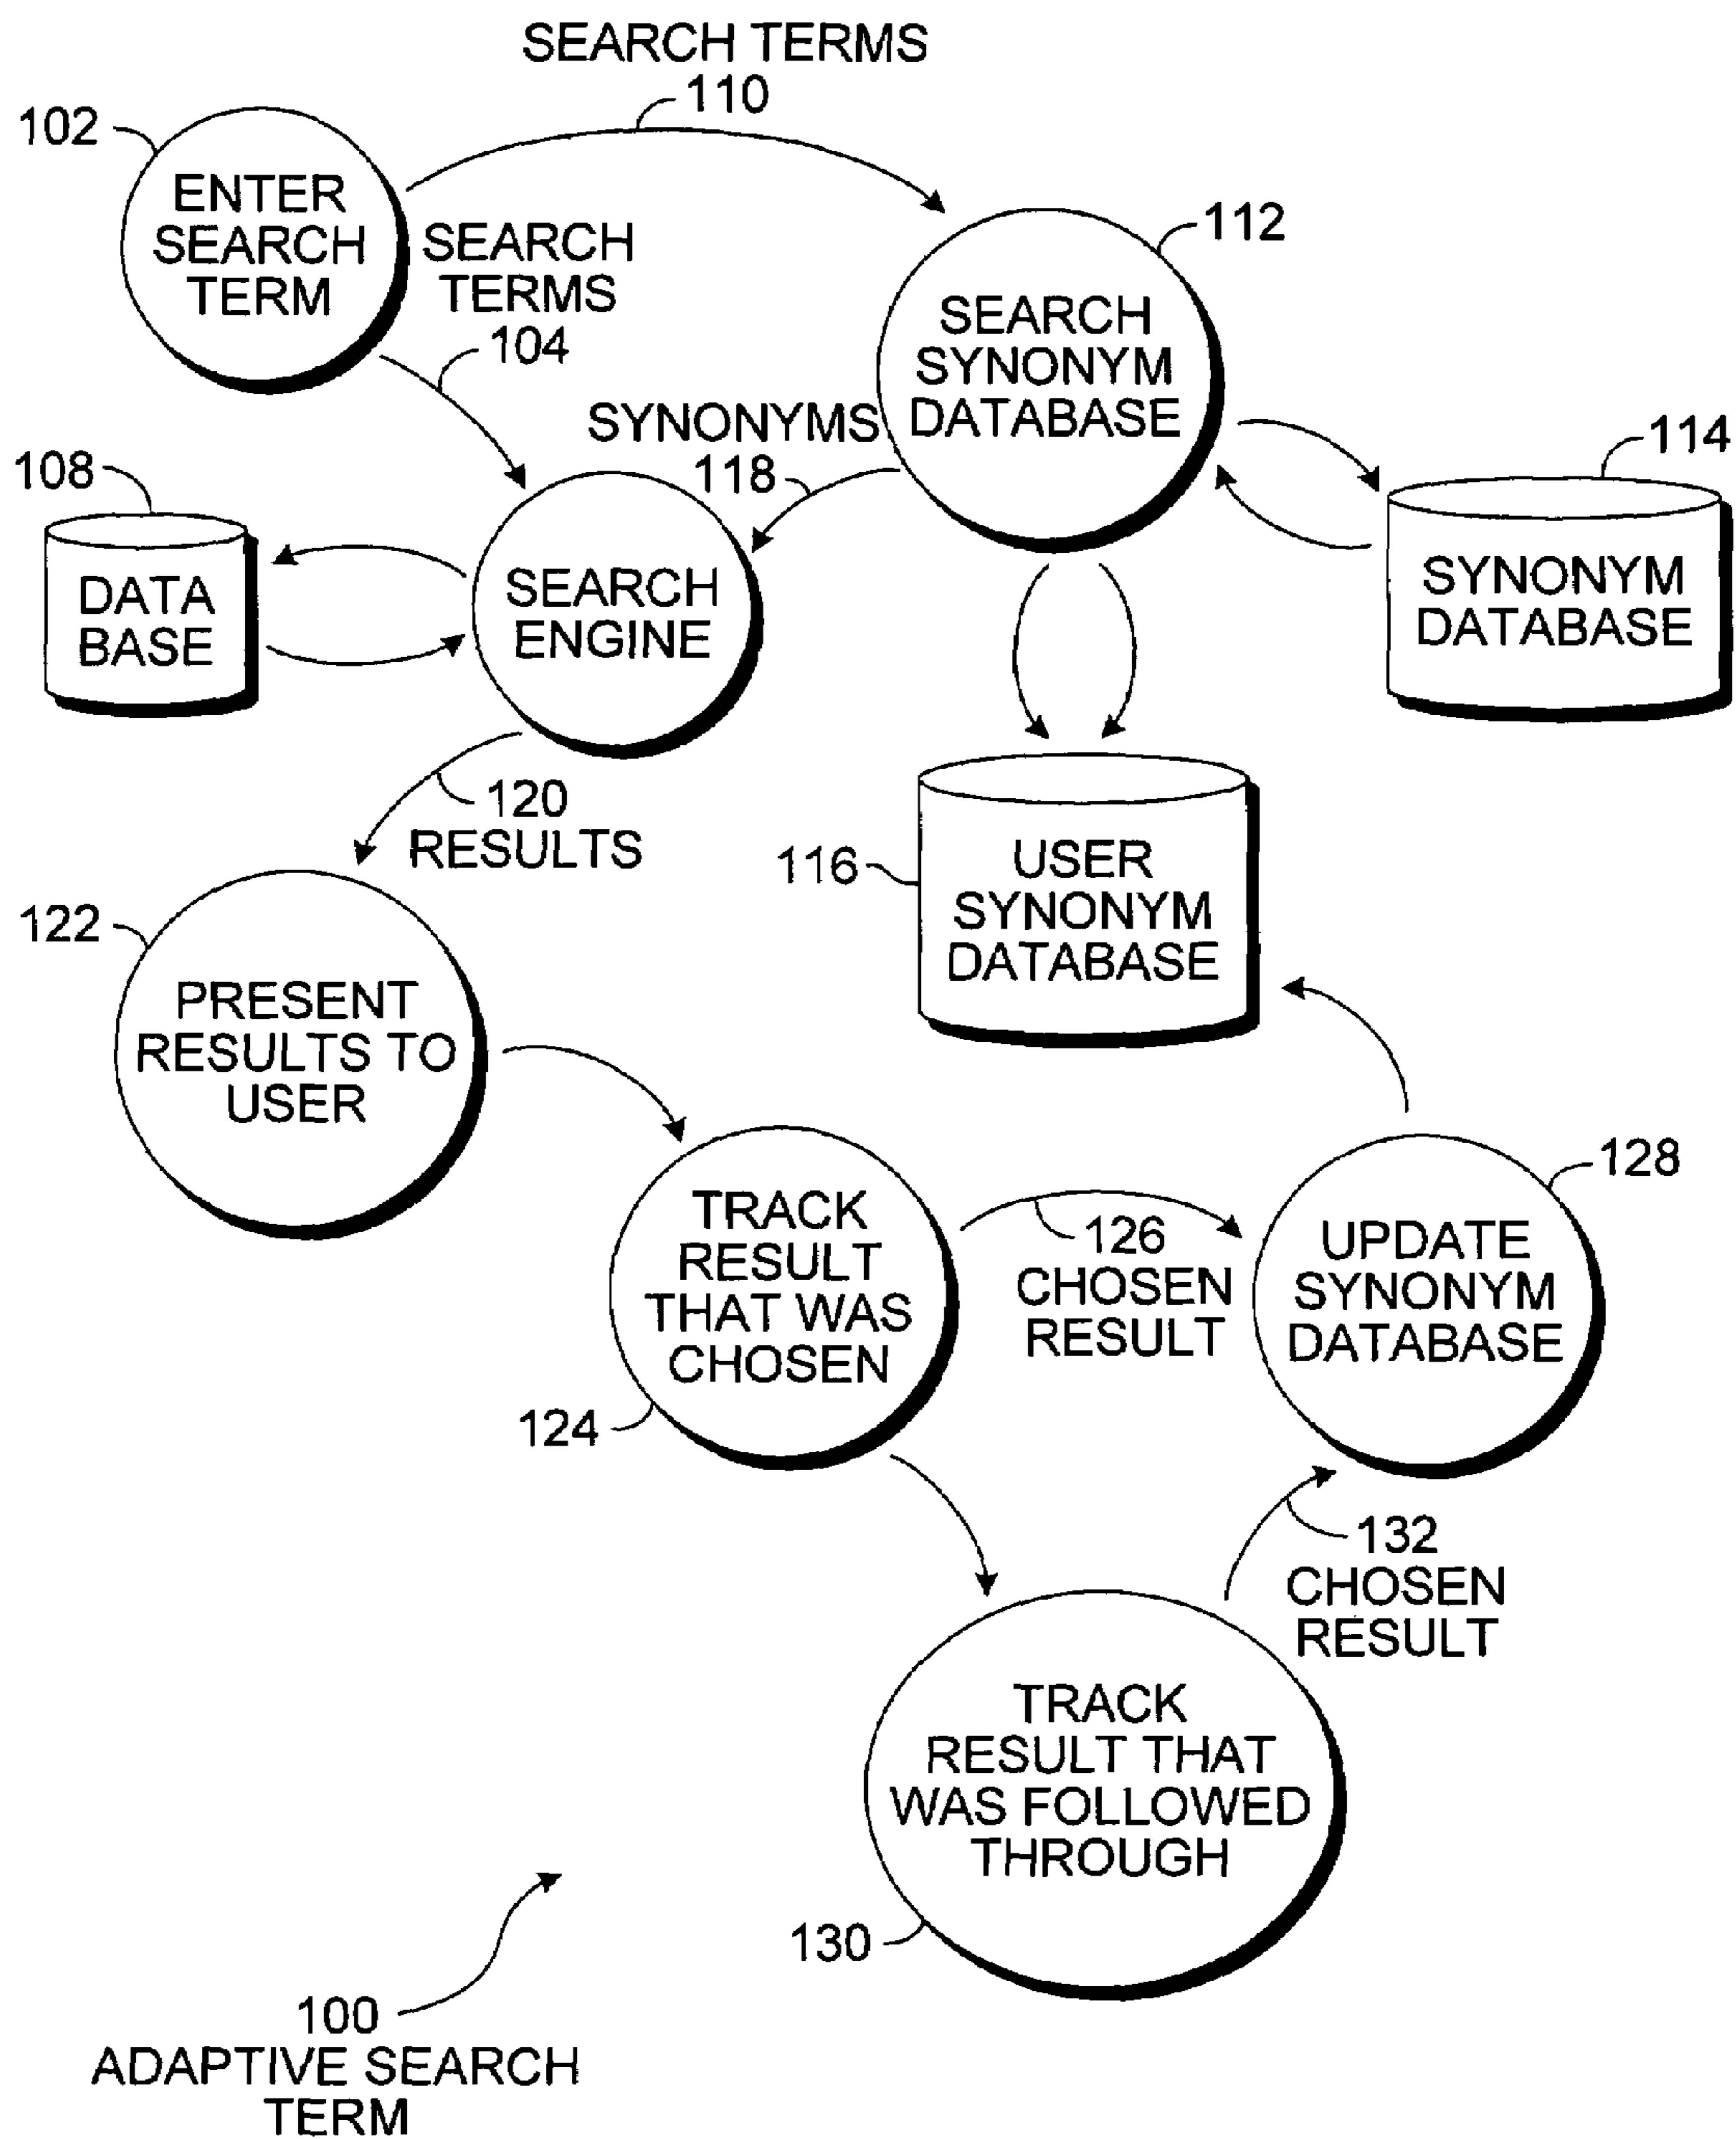 SEARCH TERMS
110
102
ENTER
SEARCH
TERM
SEARCH
TERMS
104
112
SEARCH
SYNONYM
DATABASE
SYNONYMS
118
114
SYNONYM
DATABASE
108
DATA
BASE
SEARCH
ENGINE
120
RESULTS
116
USER
SYNONYM
DATABASE
122
PRESENT
RESULTS TO
USER
TRACK
RESULT
THAT WAS
CHOSEN
124
126
CHOSEN
RESULT
128
UPDATE
SYNONYM
DATABASE
132
CHOSEN
RESULT
TRACK
RESULT THAT
WAS FOLLOWED
THROUGH
130
100
ADAPTIVE SEARCH
TERM